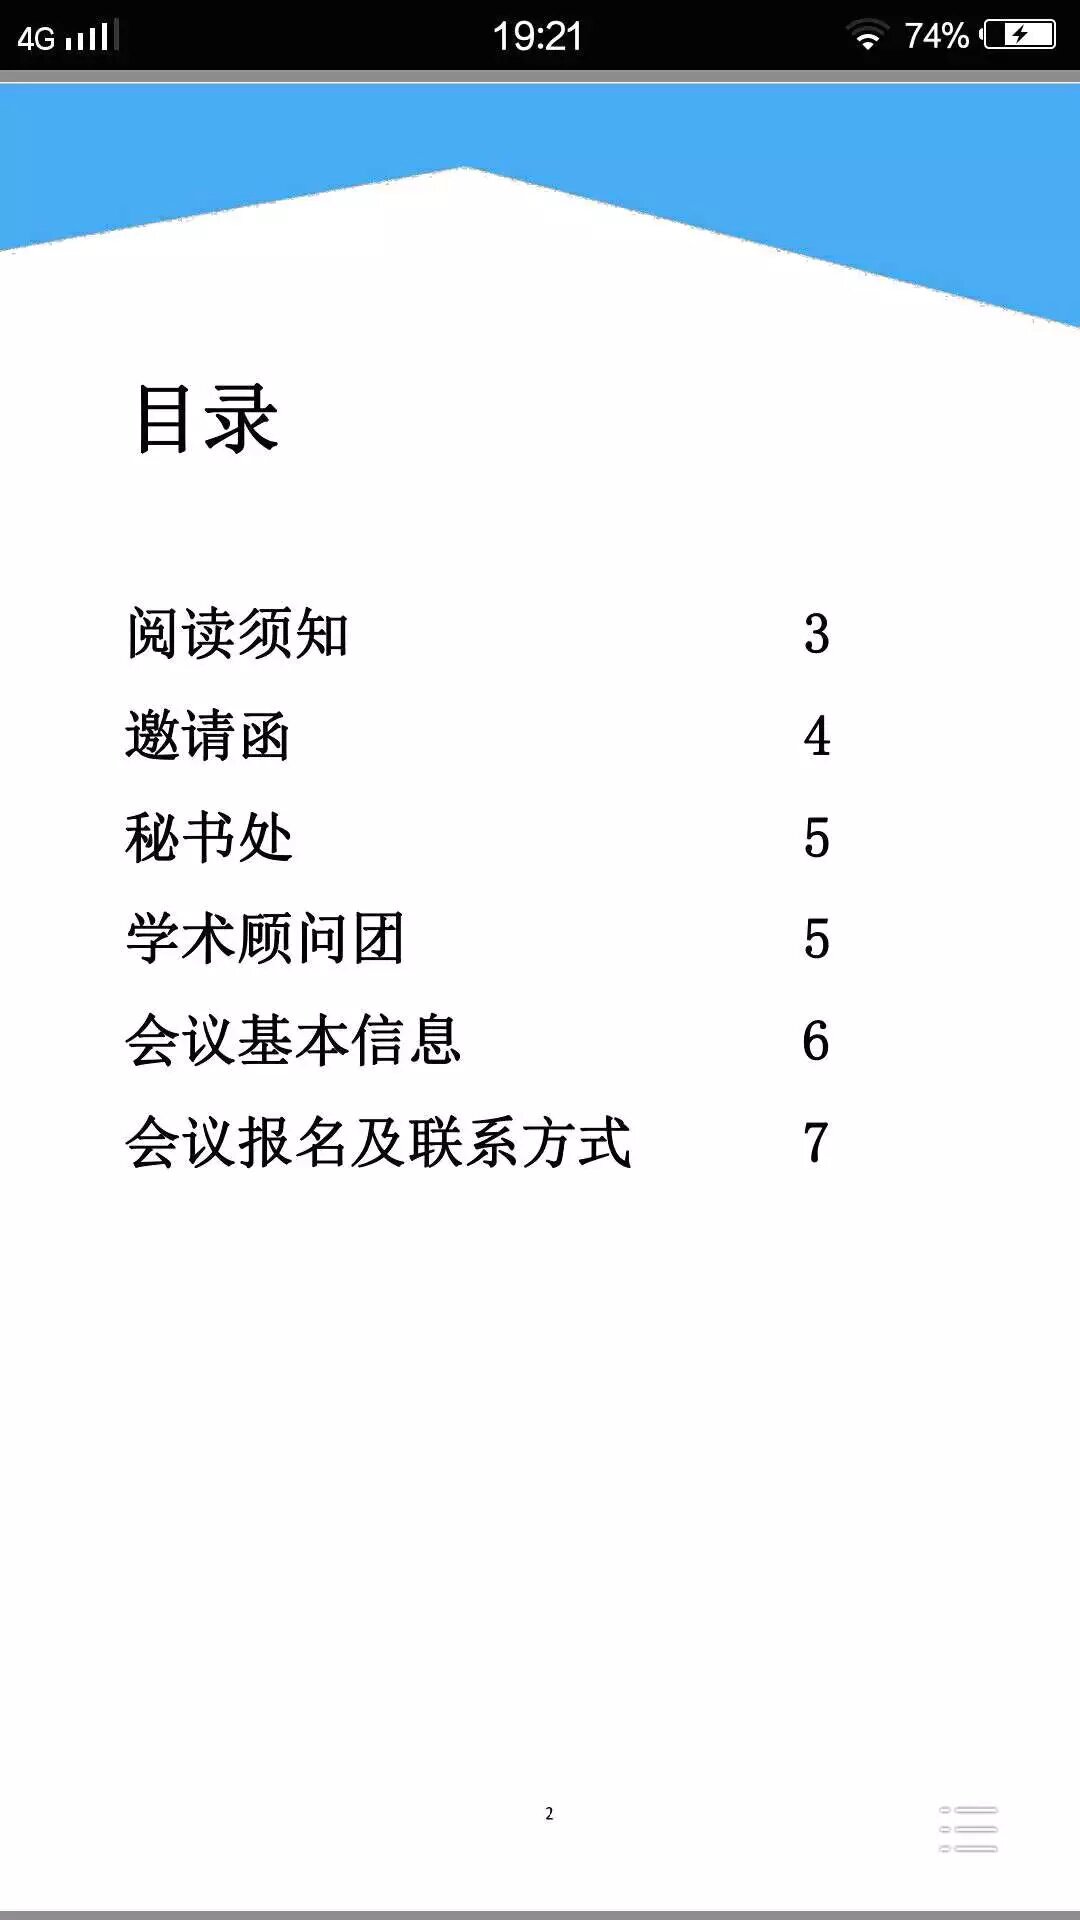 4G 19:21 74%
目录
阅读须知 3
邀请函 4
秘书处 5
学术顾问团 5
会议基本信息 6
会议报名及联系方式 7
2